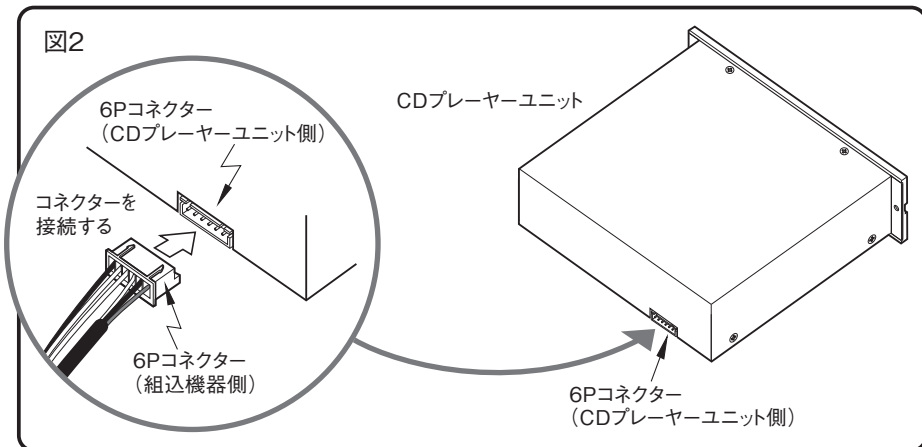 図2
6Pコネクター
（CDプレーヤーユニット側）
コネクターを
接続する
6Pコネクター
（組込機器側）
CDプレーヤーユニット
6Pコネクター
（CDプレーヤーユニット側）